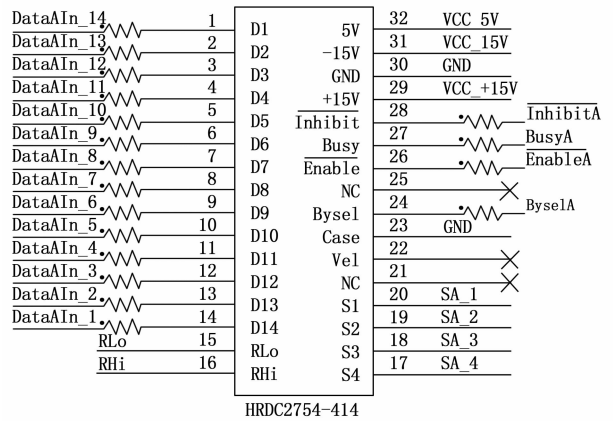 DataAIn_14 1 D1 5V 32 VCC 5V
DataAIn_13 2 D2 -15V 31 VCC_15V
DataAIn_12 3 D3 GND 30 GND
DataAIn_11 4 D4 +15V 29 VCC_+15V
DataAIn_10 5 D5 Inhibit 28 InhibitA
DataAIn_9 6 D6 Busy 27 BusyA
DataAIn_8 7 D7 Enable 26 EnableA
DataAIn_7 8 D8 NC 25
DataAIn_6 9 D9 Bysel 24 ByselA
DataAIn_5 10 D10 Case 23 GND
DataAIn_4 11 D11 Vel 22
DataAIn_3 12 D12 NC 21
DataAIn_2 13 D13 S1 20 SA_1
DataAIn_1 14 D14 S2 19 SA_2
RLo 15 RLo S3 18 SA_3
RHi 16 RHi S4 17 SA_4
HRDC2754-414